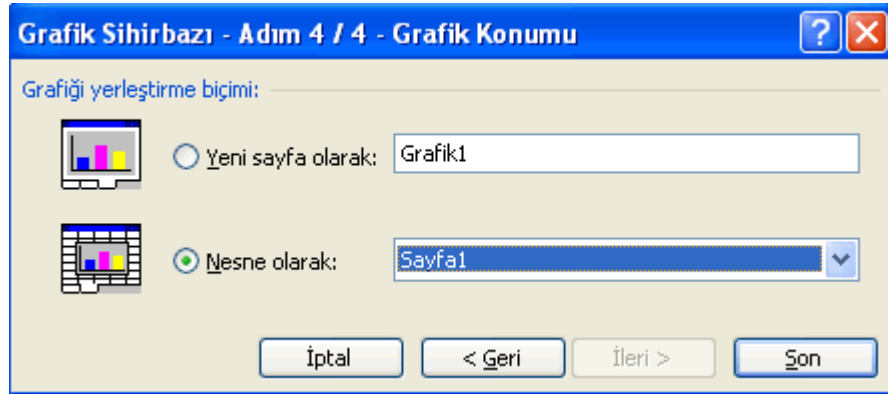 Grafik Sihirbazı - Adım 4 / 4 - Grafik Konumu
Grafiği yerleştirme biçimi:
Yeni sayfa olarak: Grafik1
Nesne olarak: Sayfa1
İptal < Geri İleri > Son